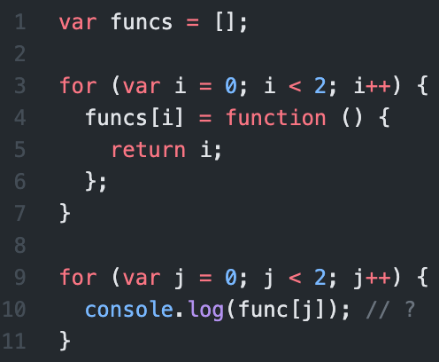 1 var funcs = [];
2
3 for (var i = 0; i < 2; i++) {
4   funcs[i] = function () {
5     return i;
6   };
7 }
8
9 for (var j = 0; j < 2; j++) {
10   console.log(func[j]); // ?
11 }